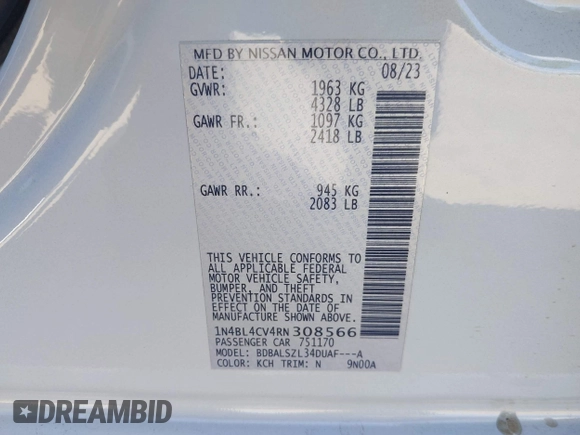 MFD BY NISSAN MOTOR CO., LTD.
DATE: 08/23
GVWR: 1963 KG
4328 LB
GAWR FR.: 1097 KG
2418 LB
GAWR RR.: 945 KG
2083 LB
THIS VEHICLE CONFORMS TO
ALL APPLICABLE FEDERAL
MOTOR VEHICLE SAFETY,
BUMPER, AND THEFT
PREVENTION STANDARDS
IN EFFECT ON THE DATE OF
MANUFACTURE SHOWN ABOVE.
1N4BL4CV4RN308566
PASSENGER CAR 751170
MODEL: BDBALSZL34DUAF---A
COLOR: KCH TRIM: N 9N00A
DREAMBID